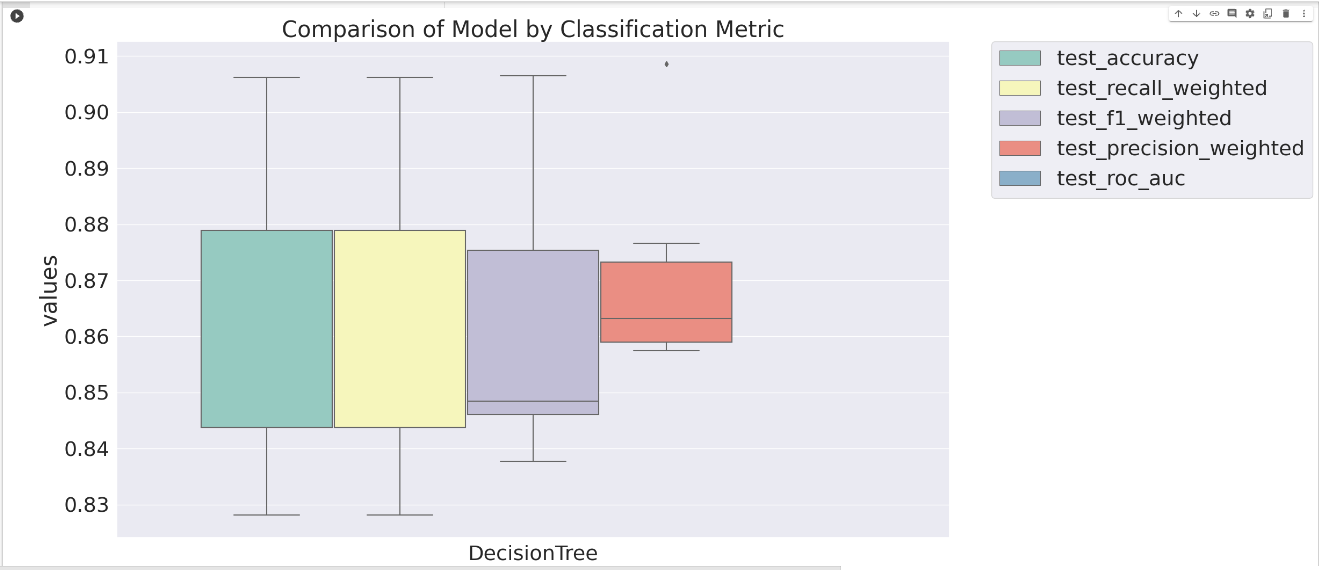 Comparison of Model by Classification Metric
0.91
0.90
0.89
0.88
0.87
0.86
0.85
0.84
0.83
values
DecisionTree
test_accuracy
test_recall_weighted
test_f1_weighted
test_precision_weighted
test_roc_auc